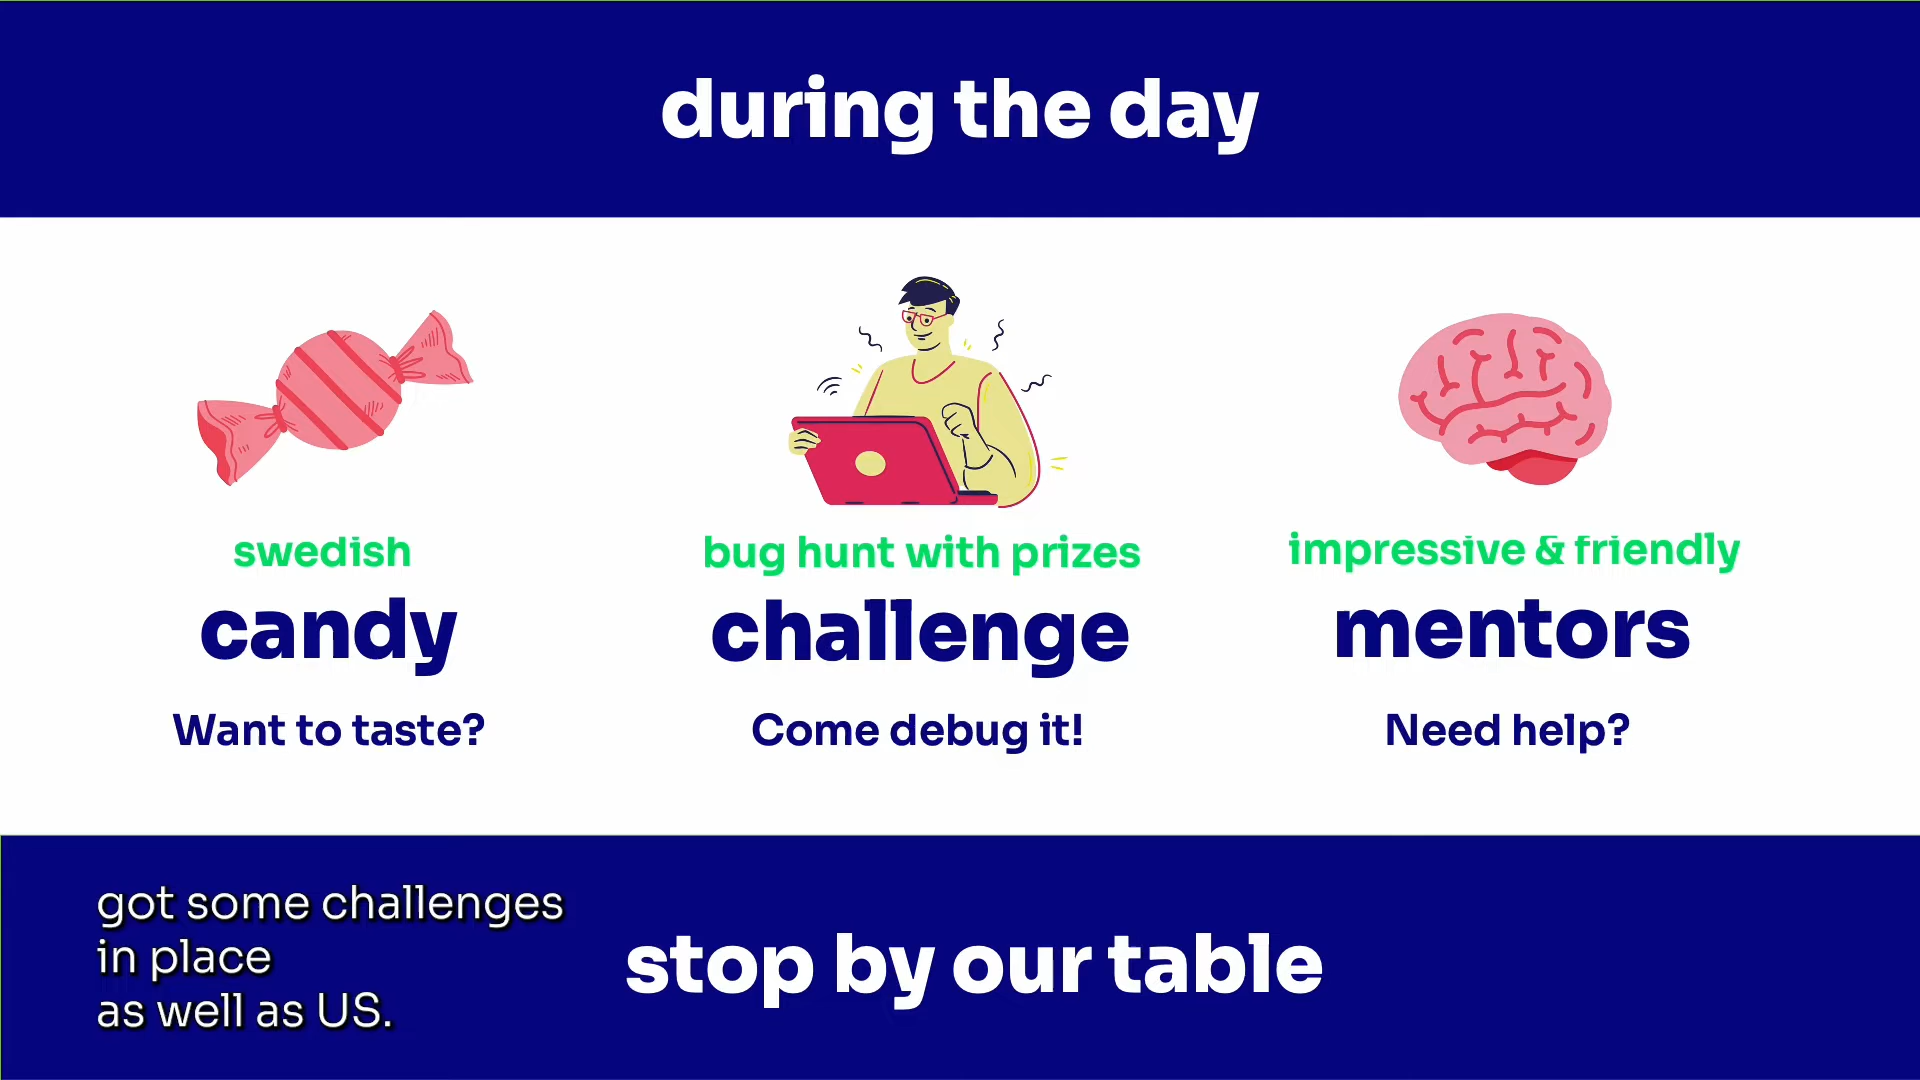 during the day
swedish
candy
Want to taste?
bug hunt with prizes
challenge
Come debug it!
impressive & friendly
mentors
Need help?
got some challenges
in place
as well as US.
stop by our table